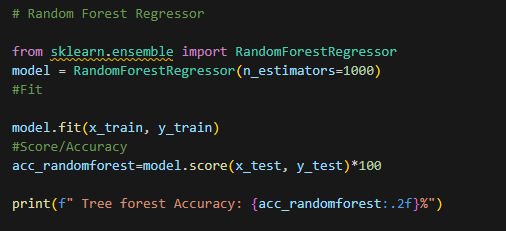 # Random Forest Regressor
from sklearn.ensemble import RandomForestRegressor
model = RandomForestRegressor(n_estimators=1000)
#Fit
model.fit(x_train, y_train)
#Score/Accuracy
acc_randomforest=model.score(x_test, y_test)*100
print(f" Tree forest Accuracy: {acc_randomforest:.2f}%")